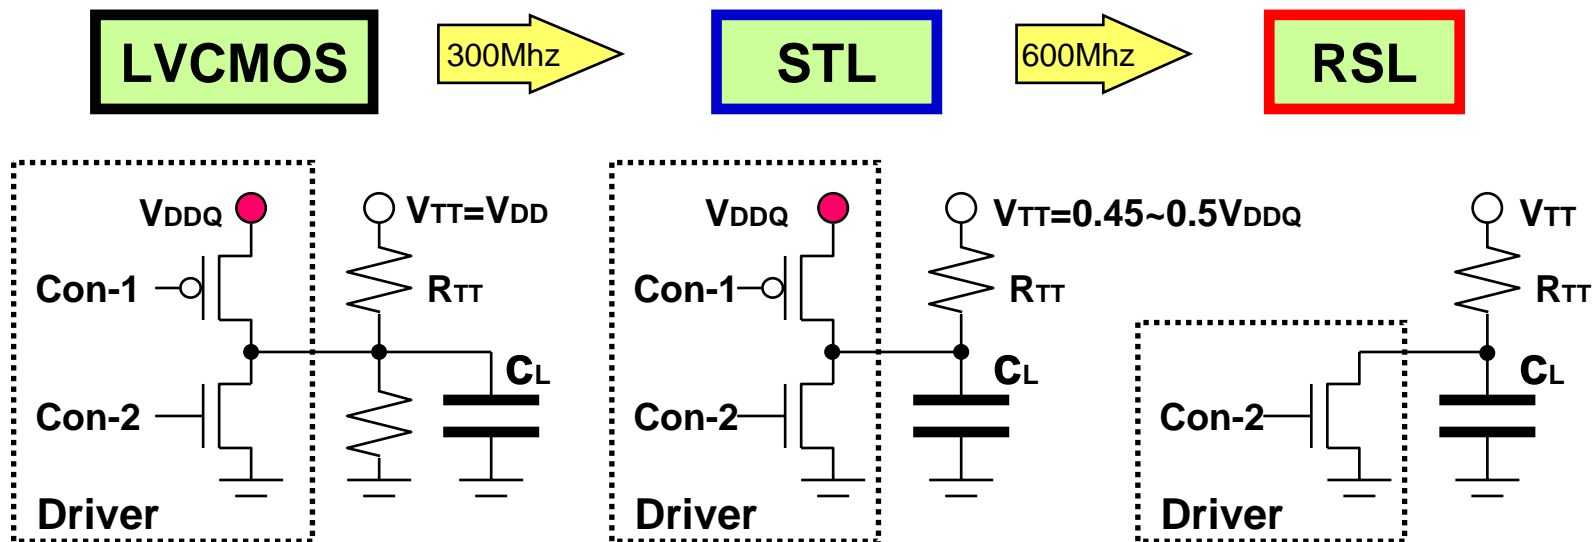 LVCMOS
300Mhz
STL
600Mhz
RSL
VDDQ
VTT=VDD
Con-1
RTT
CL
Con-2
Driver
VDDQ
VTT=0.45~0.5VDDQ
Con-1
RTT
CL
Con-2
Driver
VTT
RTT
CL
Con-2
Driver